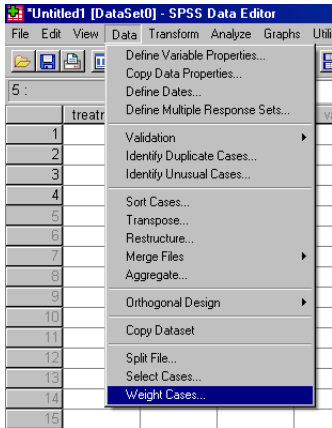 *Untitled1 [DataSet0] - SPSS Data Editor
File Edit View Data Transform Analyze Graphs Utili
5 :
treatr
Define Variable Properties...
Copy Data Properties...
Define Dates...
Define Multiple Response Sets...
Validation
Identify Duplicate Cases...
Identify Unusual Cases...
Sort Cases...
Transpose...
Restructure...
Merge Files
Aggregate...
Orthogonal Design
Copy Dataset
Split File...
Select Cases...
Weight Cases...
1
2
3
4
5
6
7
8
9
10
11
12
13
14
15